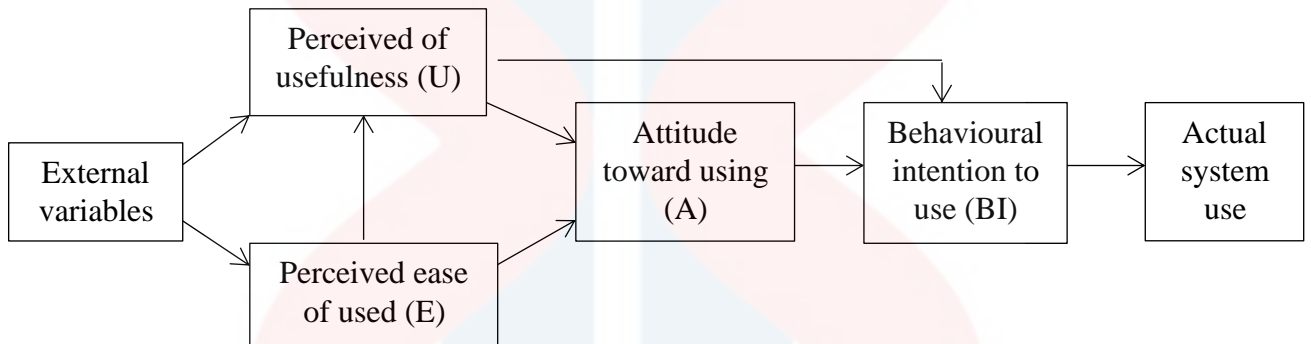 Perceived of
usefulness (U)
External
variables
Perceived ease
of used (E)
Attitude
toward using
(A)
Behavioural
intention to
use (BI)
Actual
system
use